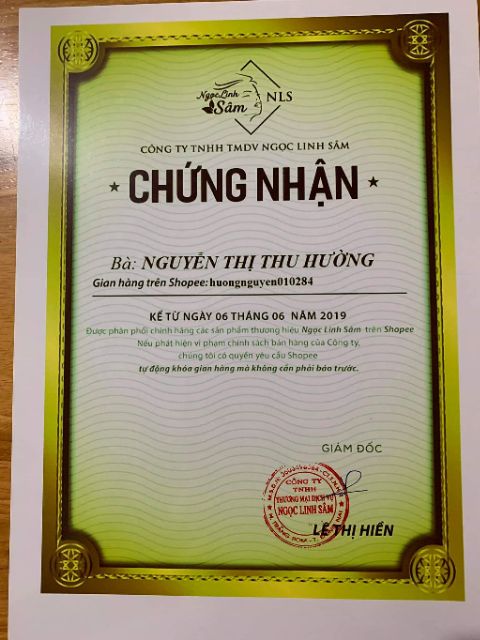 Ngọc Linh
Sâm
NLS
CÔNG TY TNHH TMDV NGỌC LINH SÂM
★ CHỨNG NHẬN ★
Bà: NGUYỄN THỊ THU HƯỜNG
Gian hàng trên Shopee:huongnguyen010284
KỂ TỪ NGÀY 06 THÁNG 06 NĂM 2019
Được phân phối chính hãng các sản phẩm thương hiệu Ngọc Linh Sâm trên Shopee
Nếu phát hiện vi phạm chính sách bán hàng của Công ty,
chúng tôi có quyền yêu cầu Shopee
tự động khóa gian hàng mà không cần phải báo trước.
GIÁM ĐỐC
CÔNG TY
TNHH
THƯƠNG MẠI DỊCH VỤ
NGỌC LINH SÂM
LÊ THỊ HIỀN